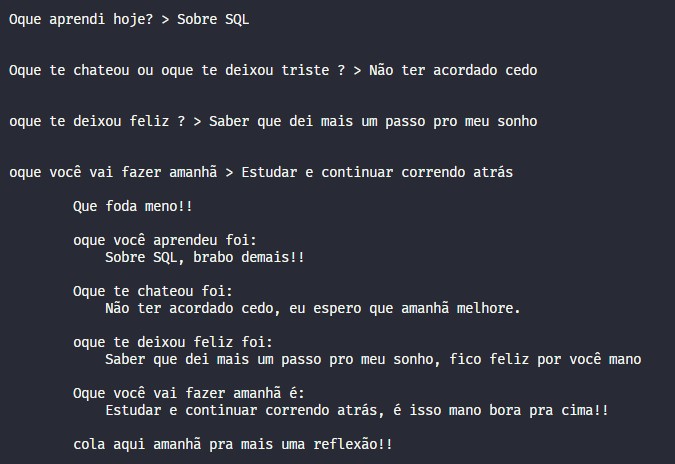 Oque aprendi hoje? > Sobre SQL
Oque te chateou ou oque te deixou triste ? > Não ter acordado cedo
oque te deixou feliz ? > Saber que dei mais um passo pro meu sonho
oque você vai fazer amanhã > Estudar e continuar correndo atrás
Que foda meno!!
oque você aprendeu foi:
Sobre SQL, brabo demais!!
Oque te chateou foi:
Não ter acordado cedo, eu espero que amanhã melhore.
oque te deixou feliz foi:
Saber que dei mais um passo pro meu sonho, fico feliz por você mano
Oque você vai fazer amanhã é:
Estudar e continuar correndo atrás, é isso mano bora pra cima!!
cola aqui amanhã pra mais uma reflexão!!